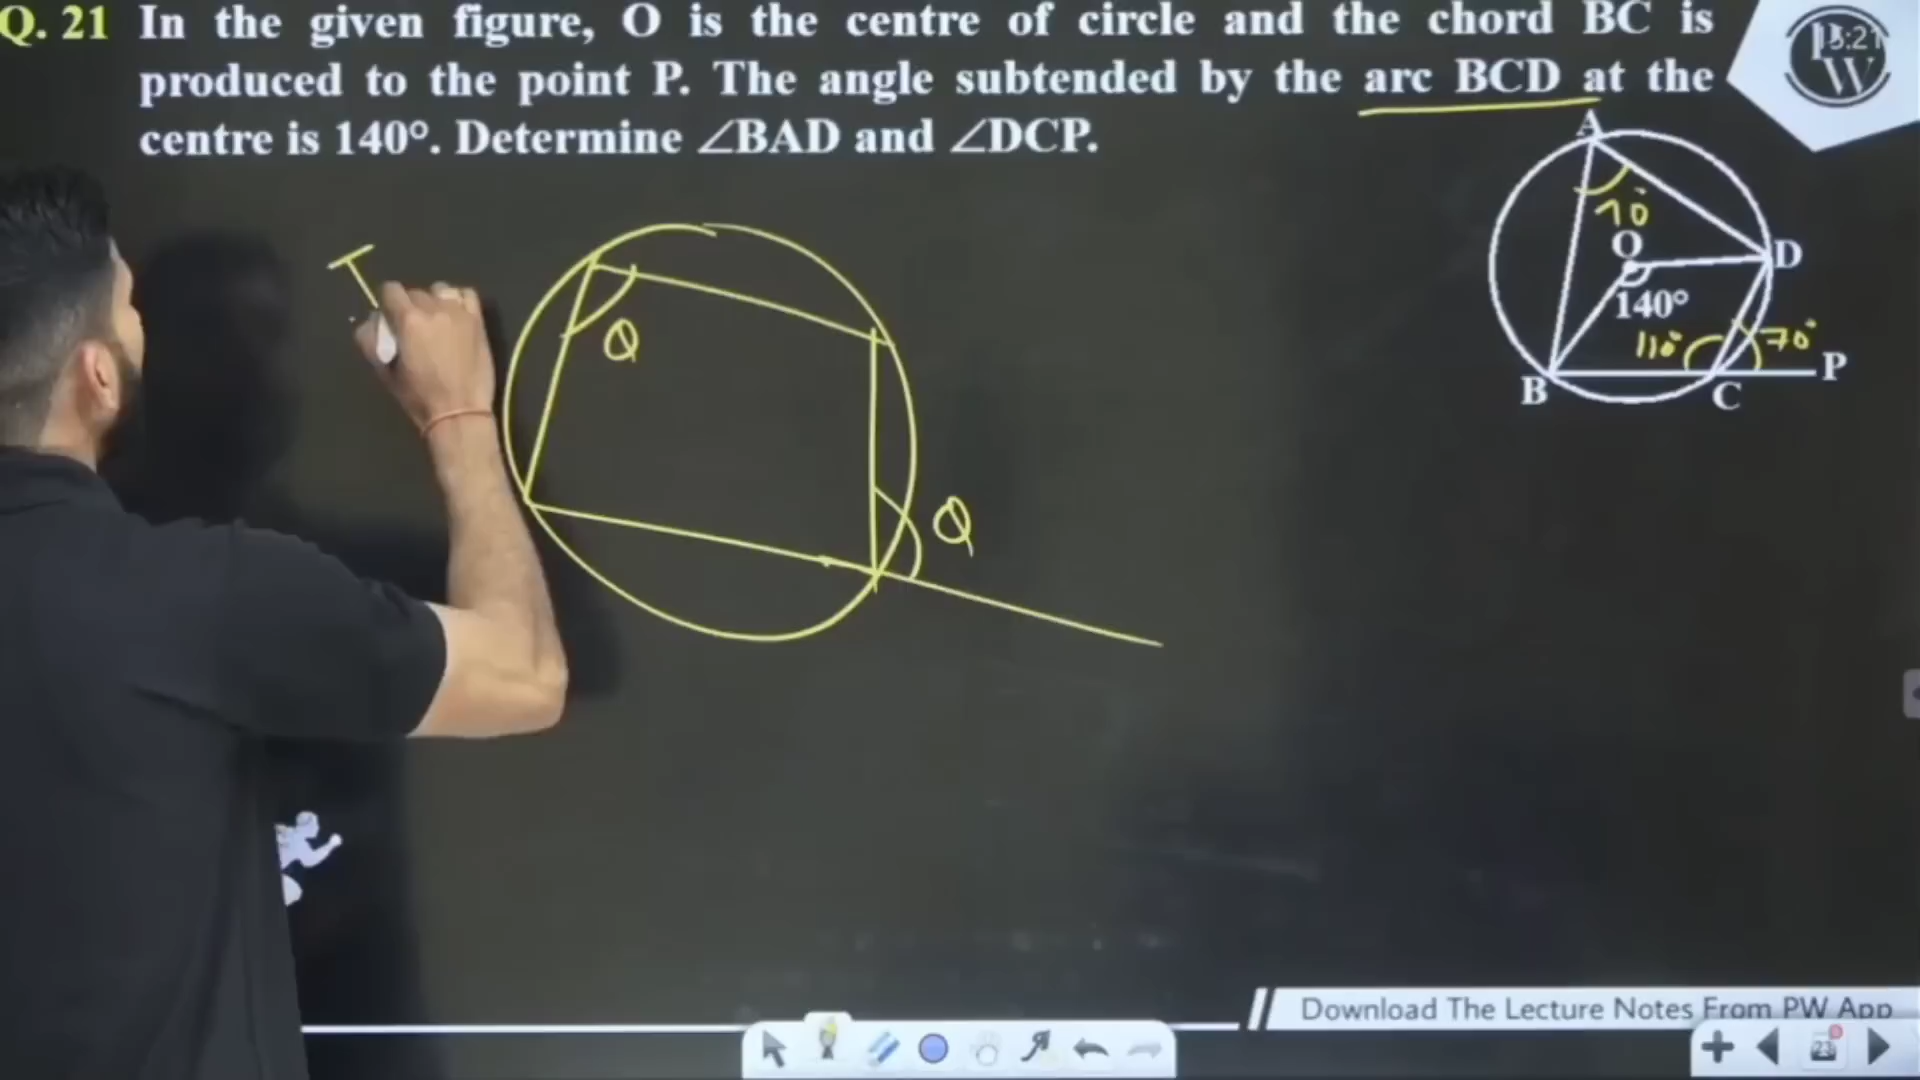 Q. 21 In the given figure, O is the centre of circle and the chord BC is
produced to the point P. The angle subtended by the arc BCD at the
centre is 140°. Determine ∠BAD and ∠DCP.
A
70°
O
D
140°
110°
70°
P
B
C
θ
θ
I
PW
Download The Lecture Notes From PW App
23